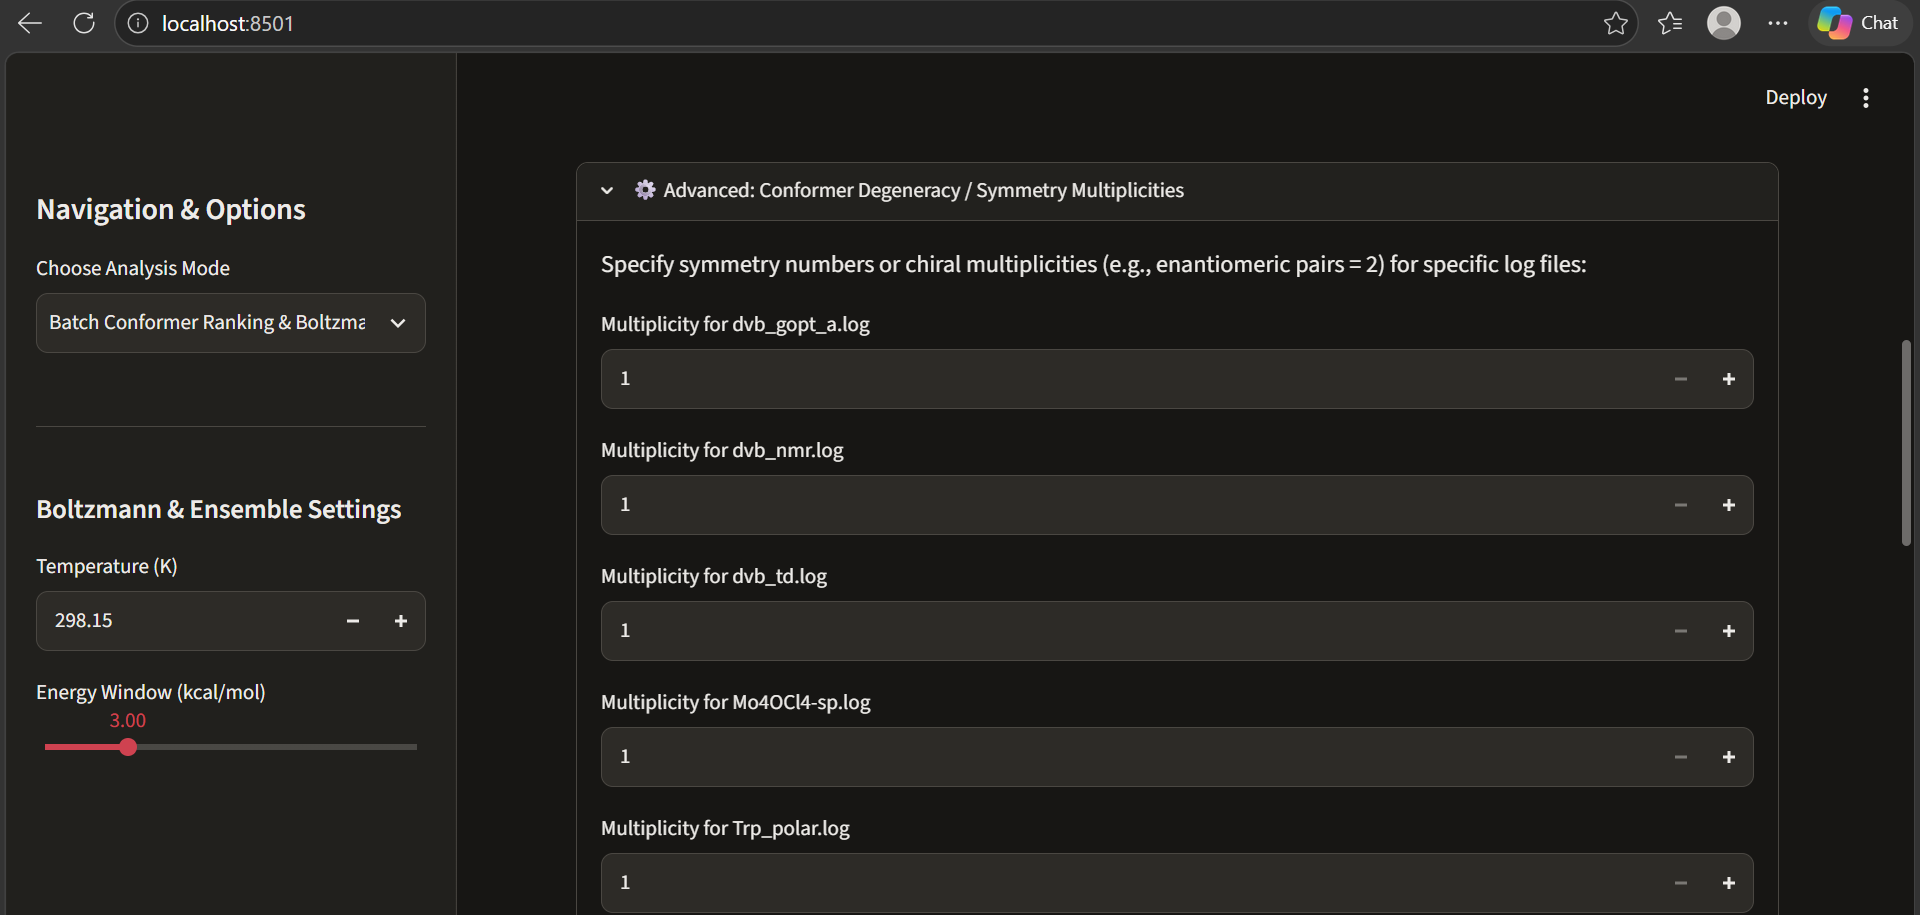 localhost:8501
Chat
Deploy
Navigation & Options
Choose Analysis Mode
Batch Conformer Ranking & Boltzma
Boltzmann & Ensemble Settings
Temperature (K)
298.15
Energy Window (kcal/mol)
3.00
Advanced: Conformer Degeneracy / Symmetry Multiplicities
Specify symmetry numbers or chiral multiplicities (e.g., enantiomeric pairs = 2) for specific log files:
Multiplicity for dvb_gopt_a.log
1
Multiplicity for dvb_nmr.log
1
Multiplicity for dvb_td.log
1
Multiplicity for Mo4OCl4-sp.log
1
Multiplicity for Trp_polar.log
1